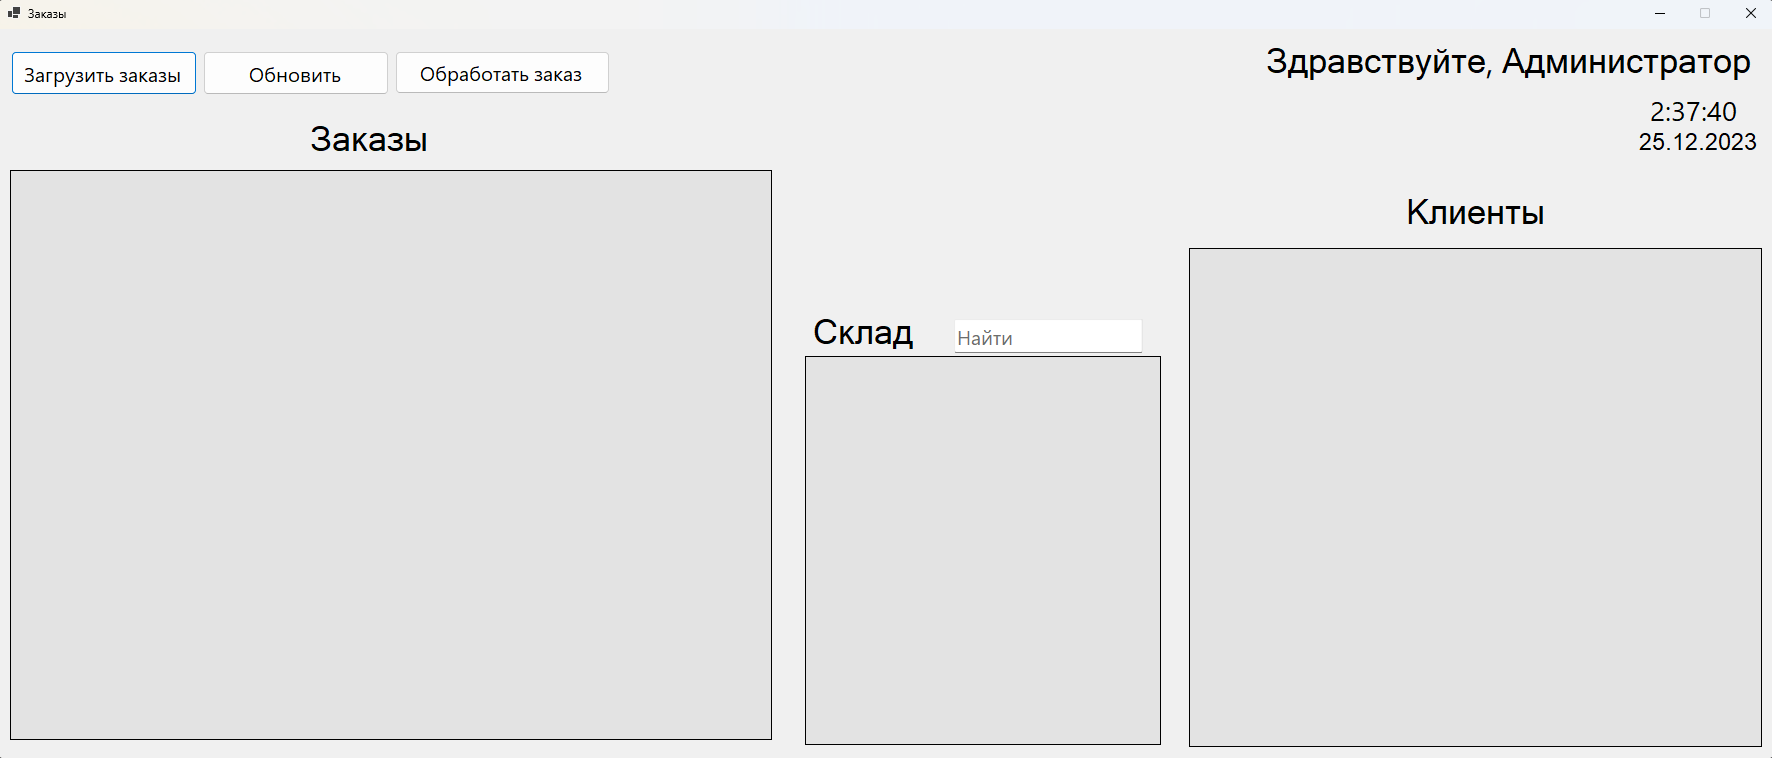 Заказы
Загрузить заказы
Обновить
Обработать заказ
Здравствуйте, Администратор
2:37:40
25.12.2023
Заказы
Клиенты
Склад
Найти